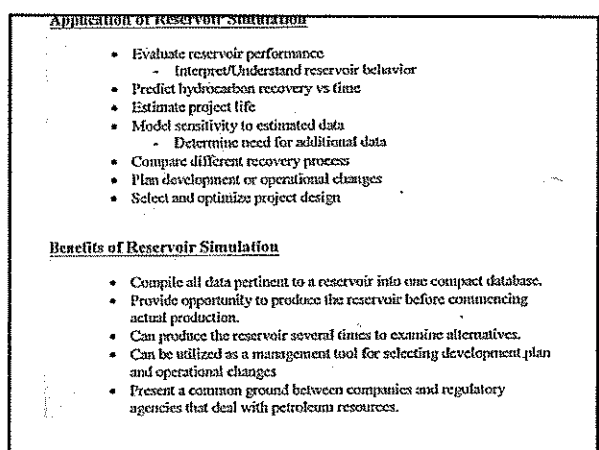 Application of Reservoir Simulation
• Evaluate reservoir performance
- Interpret/Understand reservoir behavior
• Predict hydrocarbon recovery vs time
• Estimate project life
• Model sensitivity to estimated data
- Determine need for additional data
• Compare different recovery process
• Plan development or operational changes
• Select and optimize project design
Benefits of Reservoir Simulation
• Compile all data pertinent to a reservoir into one compact database.
• Provide opportunity to produce the reservoir before commencing
actual production.
• Can produce the reservoir several times to examine alternatives.
• Can be utilized as a management tool for selecting development plan
and operational changes
• Present a common ground between companies and regulatory
agencies that deal with petroleum resources.